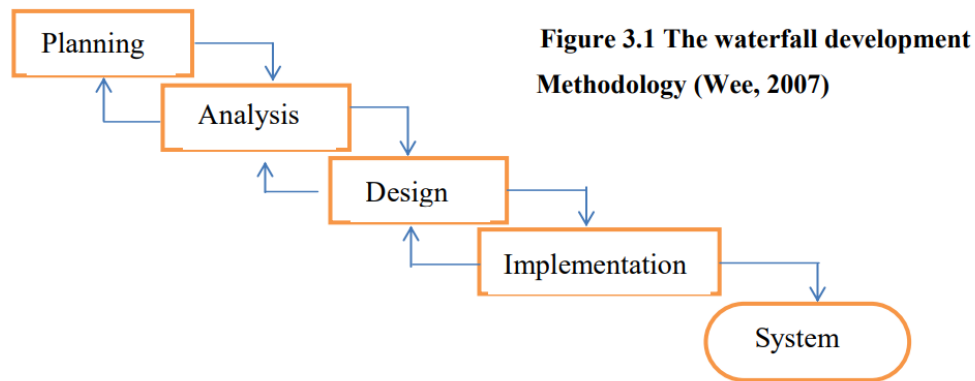 Planning
Figure 3.1 The waterfall development
Methodology (Wee, 2007)
Analysis
Design
Implementation
System